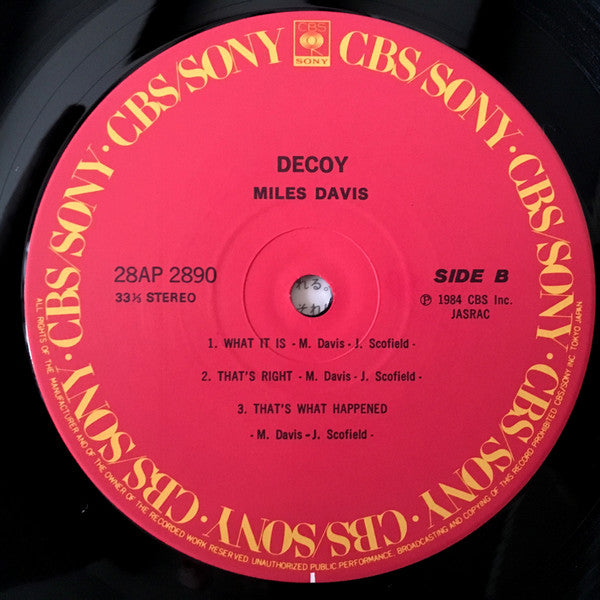 CBS/SONY · CBS/SONY · CBS/SONY · CBS/SONY · CBS/SONY · CBS/SONY · CBS/SONY · CBS/SONY
CBS
SONY
DECOY
MILES DAVIS
28AP 2890
33⅓ STEREO
SIDE B
℗ 1984 CBS Inc.
JASRAC
れる。
それ
1. WHAT IT IS - M. Davis - J. Scofield -
2. THAT'S RIGHT - M. Davis - J. Scofield -
3. THAT'S WHAT HAPPENED
- M. Davis - J. Scofield -
ALL RIGHTS OF THE MANUFACTURER AND OF THE OWNER OF THE RECORDED WORK RESERVED. UNAUTHORIZED PUBLIC PERFORMANCE, BROADCASTING AND COPYING OF THIS RECORD PROHIBITED. CBS/SONY INC. TOKYO JAPAN